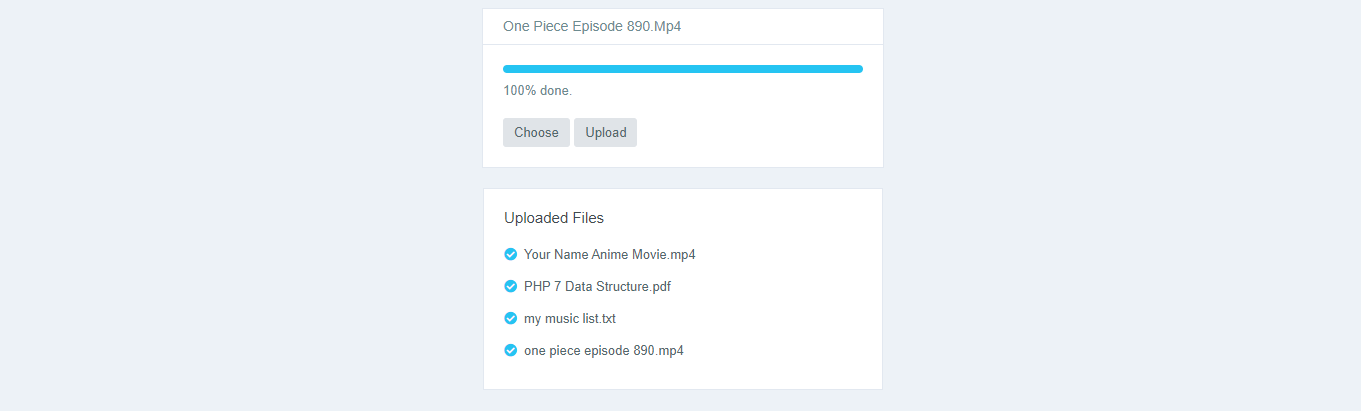 One Piece Episode 890.Mp4
100% done.
Choose Upload
Uploaded Files
Your Name Anime Movie.mp4
PHP 7 Data Structure.pdf
my music list.txt
one piece episode 890.mp4